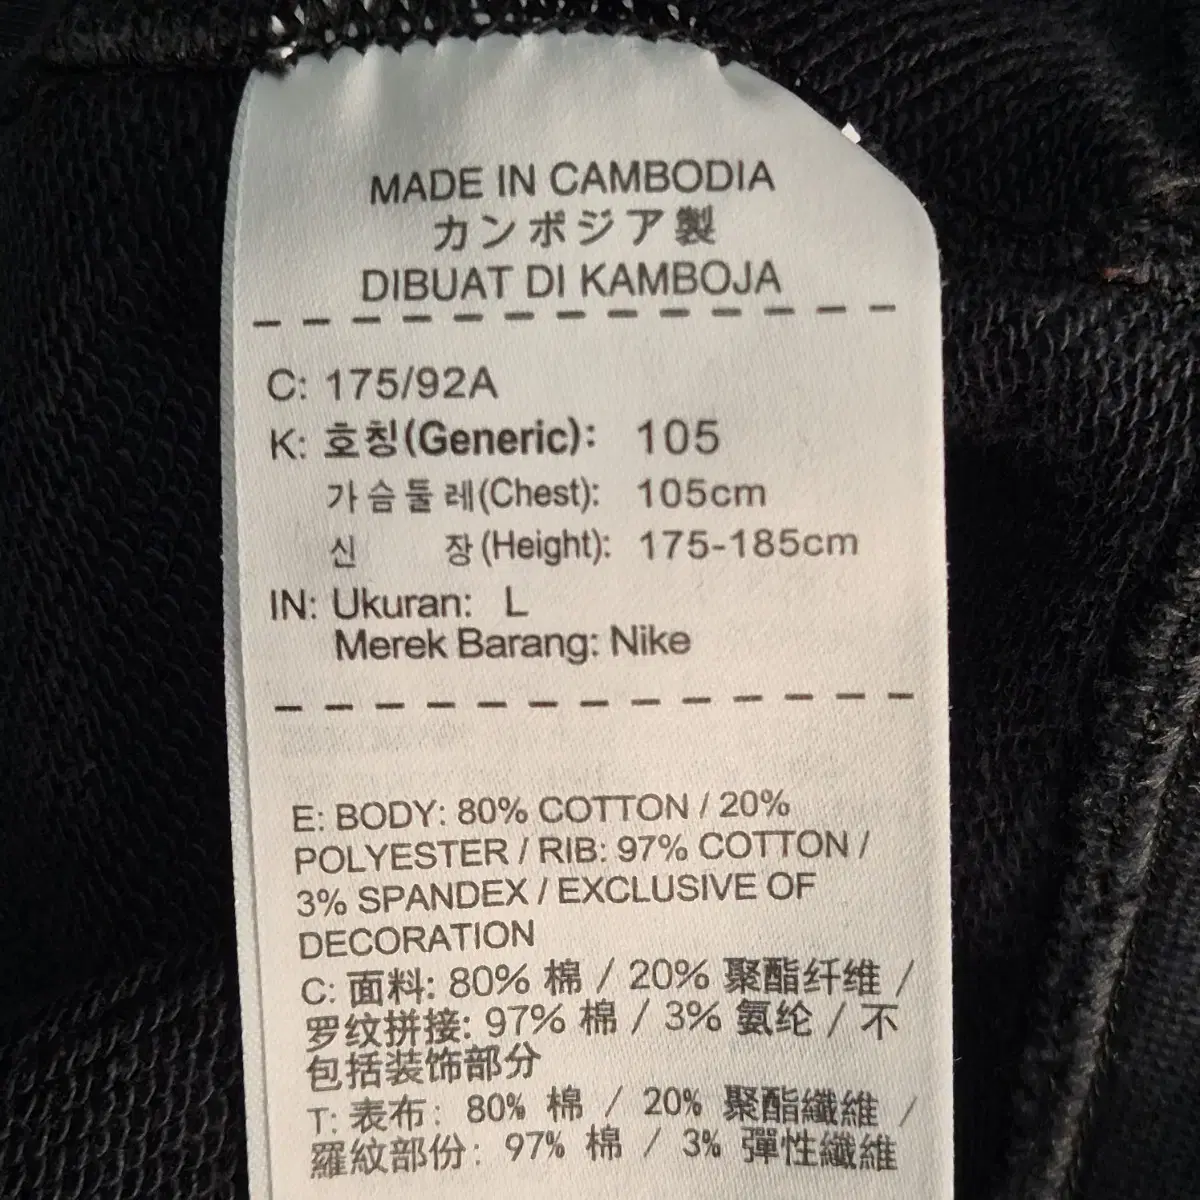 MADE IN CAMBODIA
カンボジア製
DIBUAT DI KAMBOJA
C: 175/92A
K: 호칭(Generic): 105
가슴둘레(Chest): 105cm
신 장(Height): 175-185cm
IN: Ukuran: L
Merek Barang: Nike
E: BODY: 80% COTTON / 20%
POLYESTER / RIB: 97% COTTON /
3% SPANDEX / EXCLUSIVE OF
DECORATION
C: 面料: 80% 棉 / 20% 聚酯纤维 /
罗纹拼接: 97% 棉 / 3% 氨纶 / 不
包括装饰部分
T: 表布: 80% 棉 / 20% 聚酯纖維 /
羅紋部份: 97% 棉 / 3% 彈性纖維